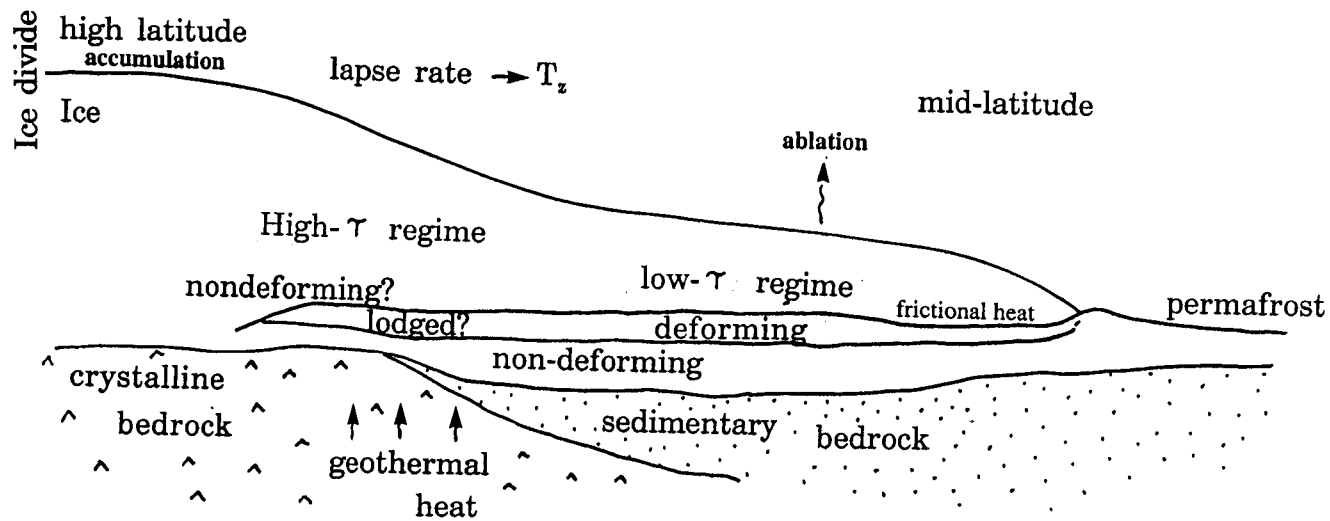 Ice divide
high latitude
accumulation
lapse rate → T_z
mid-latitude
Ice
ablation
High-τ regime
nondeforming?
low-τ regime
frictional heat
permafrost
lodged?
deforming
non-deforming
crystalline
bedrock
sedimentary
bedrock
geothermal
heat